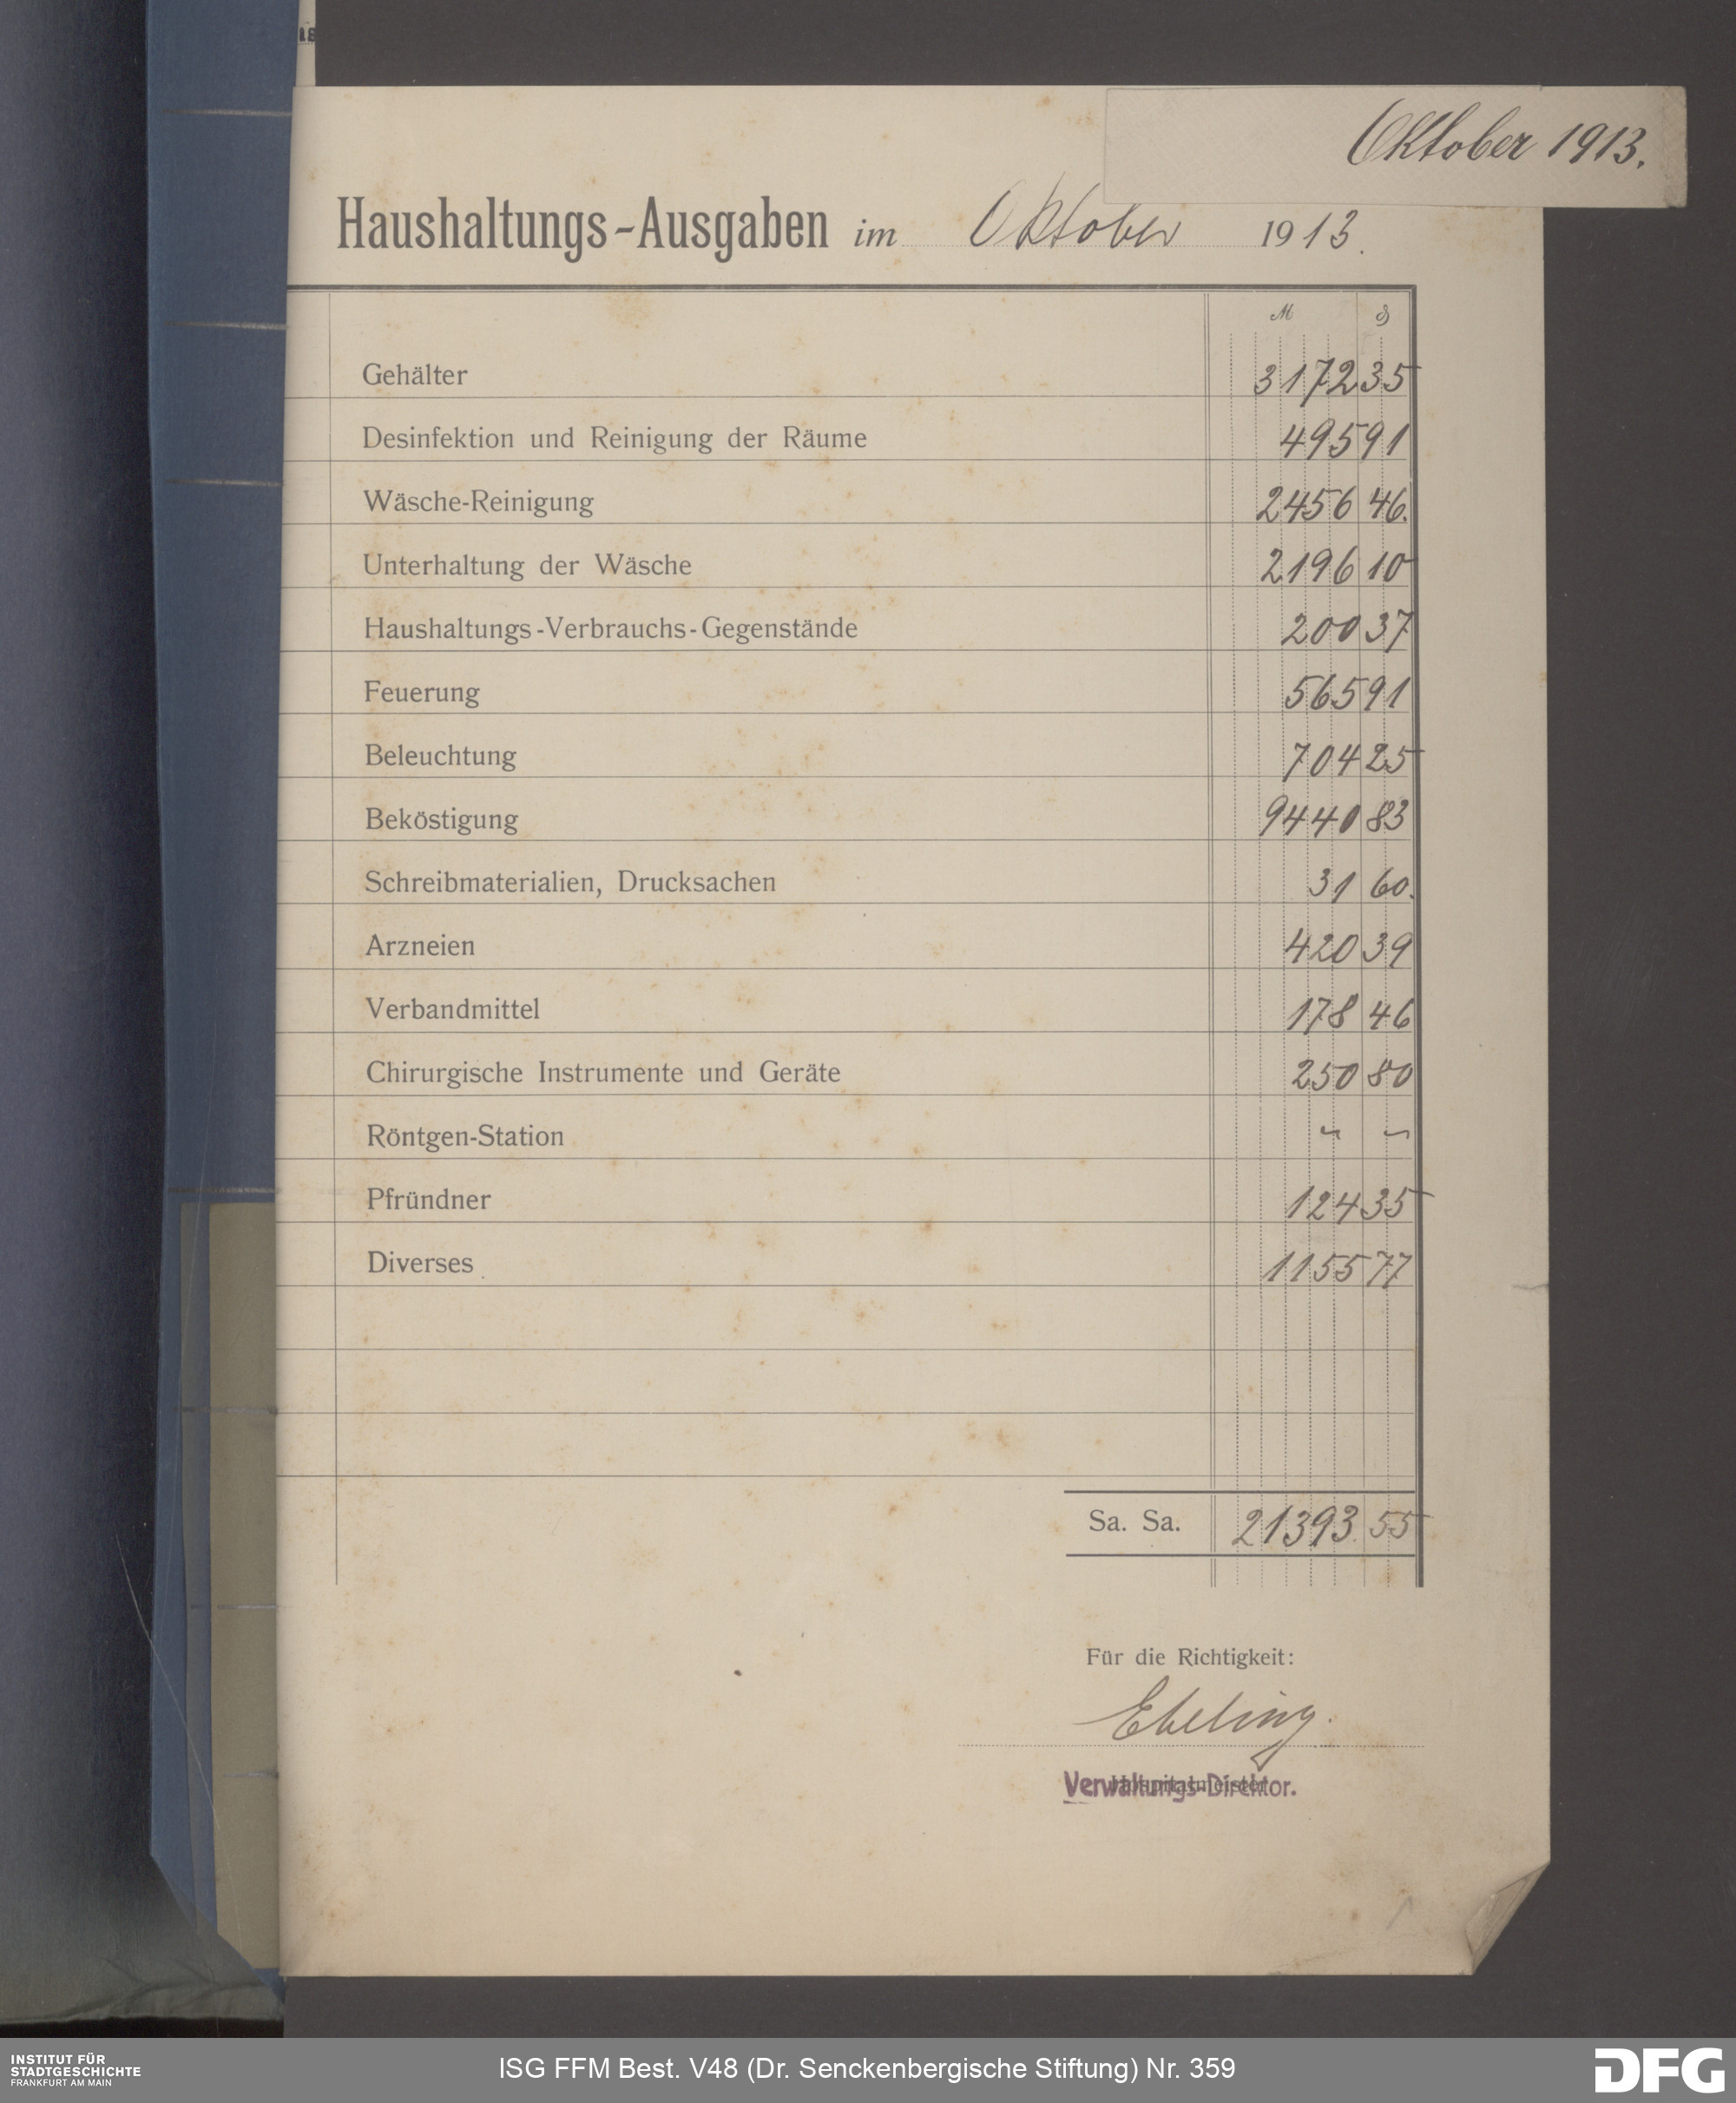 Oktober 1913.
Haushaltungs-Ausgaben im Oktober 1913.
M ₰
Gehälter 3172 35
Desinfektion und Reinigung der Räume 495 91
Wäsche-Reinigung 2456 46.
Unterhaltung der Wäsche 2196 10
Haushaltungs-Verbrauchs-Gegenstände 200 37
Feuerung 565 91
Beleuchtung 704 25
Beköstigung 9440 83
Schreibmaterialien, Drucksachen 31 60.
Arzneien 420 39
Verbandmittel 178 46
Chirurgische Instrumente und Geräte 250 80
Röntgen-Station - -
Pfründner 124 35
Diverses 1155 77
Sa. Sa. 21393 55
Für die Richtigkeit:
Ebeling.
Verwaltungs-Direktor.
INSTITUT FÜR
STADTGESCHICHTE
FRANKFURT AM MAIN
ISG FFM Best. V48 (Dr. Senckenbergische Stiftung) Nr. 359
DFG